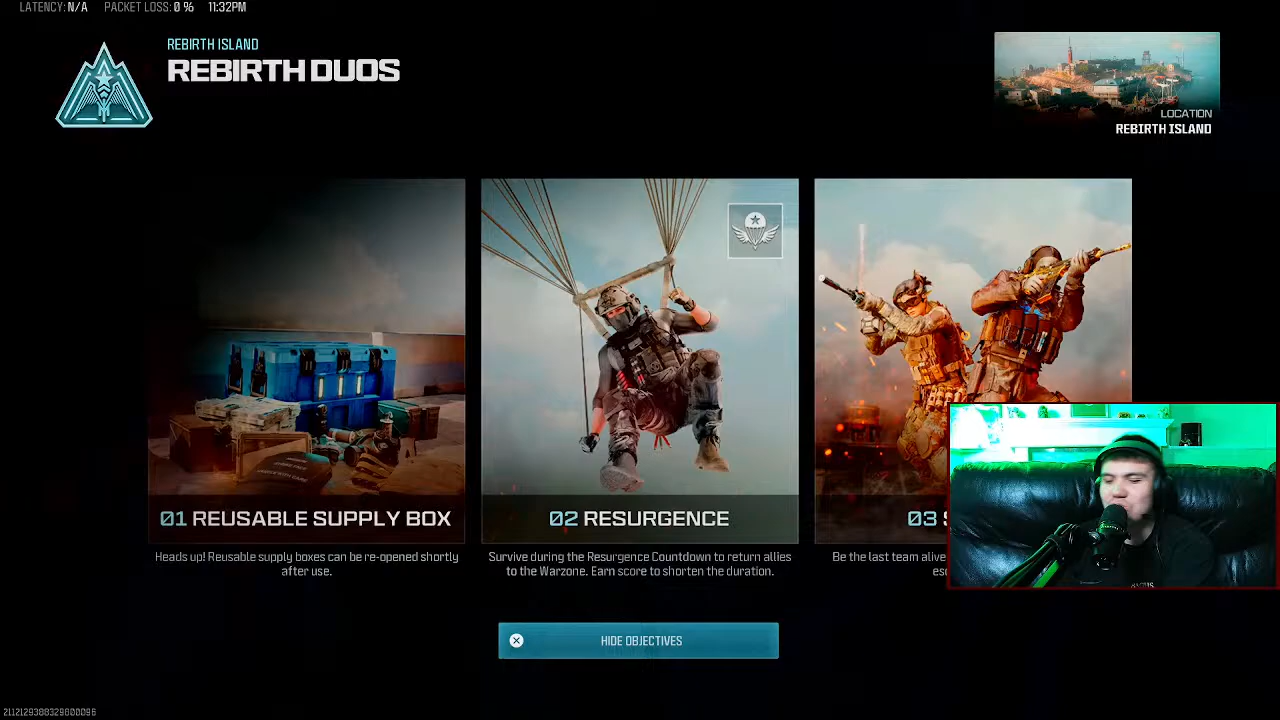 LATENCY: N/A PACKET LOSS: 0 % 11:32PM
REBIRTH ISLAND
REBIRTH DUOS
LOCATION
REBIRTH ISLAND
01 REUSABLE SUPPLY BOX
Heads up! Reusable supply boxes can be re-opened shortly
after use.
02 RESURGENCE
Survive during the Resurgence Countdown to return allies
to the Warzone. Earn score to shorten the duration.
03
Be the last team alive
HIDE OBJECTIVES